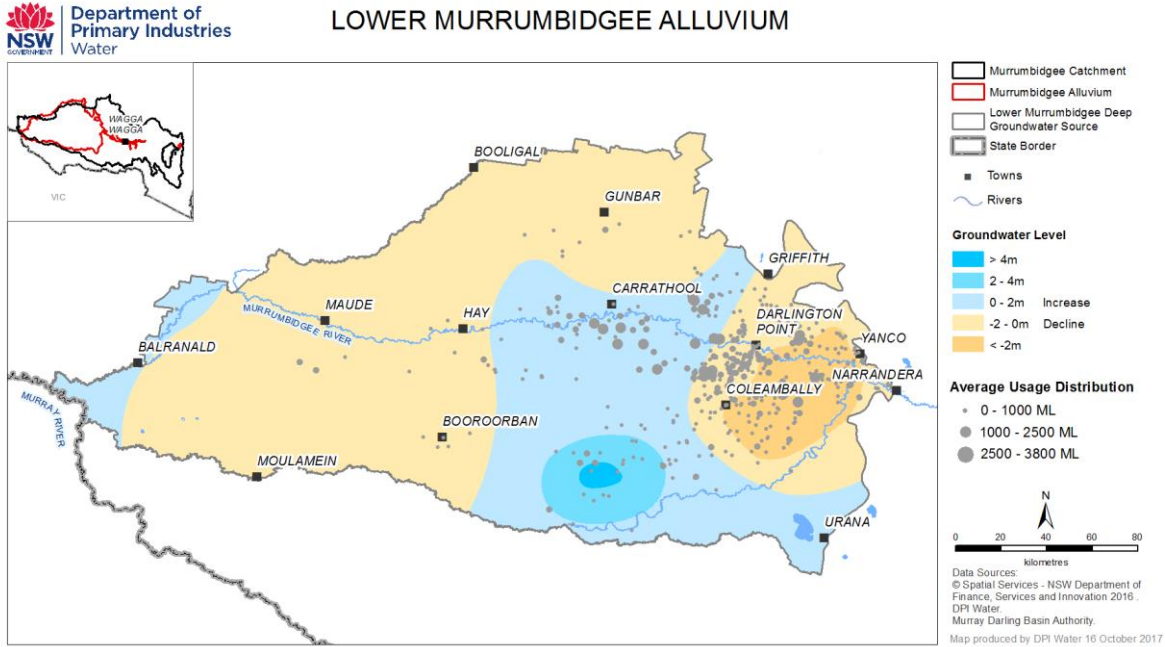 Department of
Primary Industries
Water
NSW
GOVERNMENT
LOWER MURRUMBIDGEE ALLUVIUM
WAGGA
WAGGA
VIC
BOOLIGAL
GUNBAR
GRIFFITH
CARRATHOOL
MAUDE
HAY
DARLINGTON
POINT
MURRUMBIDGEE RIVER
YANCO
BALRANALD
NARRANDERA
COLEAMBALLY
MURRAY RIVER
BOOROORBAN
MOULAMEIN
URANA
Murrumbidgee Catchment
Murrumbidgee Alluvium
Lower Murrumbidgee Deep
Groundwater Source
State Border
Towns
Rivers
Groundwater Level
> 4m
2 - 4m
0 - 2m Increase
-2 - 0m Decline
< -2m
Average Usage Distribution
0 - 1000 ML
1000 - 2500 ML
2500 - 3800 ML
N
0 20 40 60 80
kilometres
Data Sources:
© Spatial Services - NSW Department of
Finance, Services and Innovation 2016 .
DPI Water.
Murray Darling Basin Authority.
Map produced by DPI Water 16 October 2017